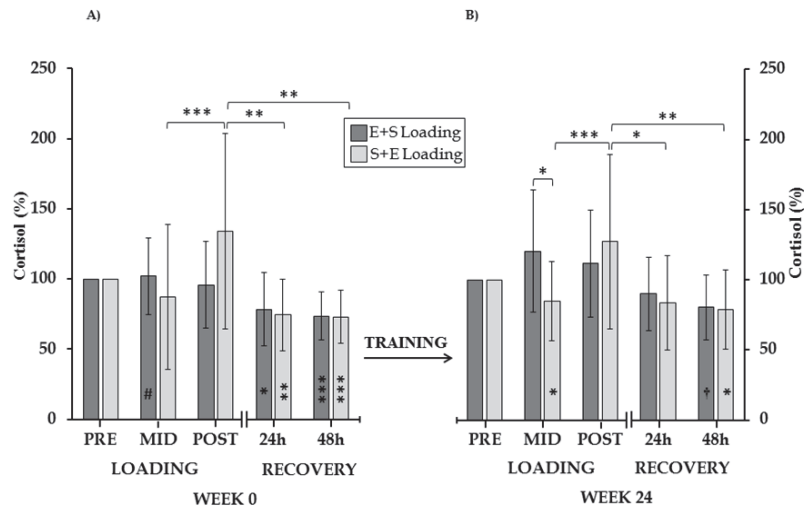 A)
B)
250
200
150
100
50
0
Cortisol (%)
***
**
**
#
*
**
***
***
PRE MID POST 24h 48h
LOADING RECOVERY
WEEK 0
E+S Loading
S+E Loading
TRAINING
250
200
150
100
50
0
Cortisol (%)
*
***
*
**
*
†
*
PRE MID POST 24h 48h
LOADING RECOVERY
WEEK 24